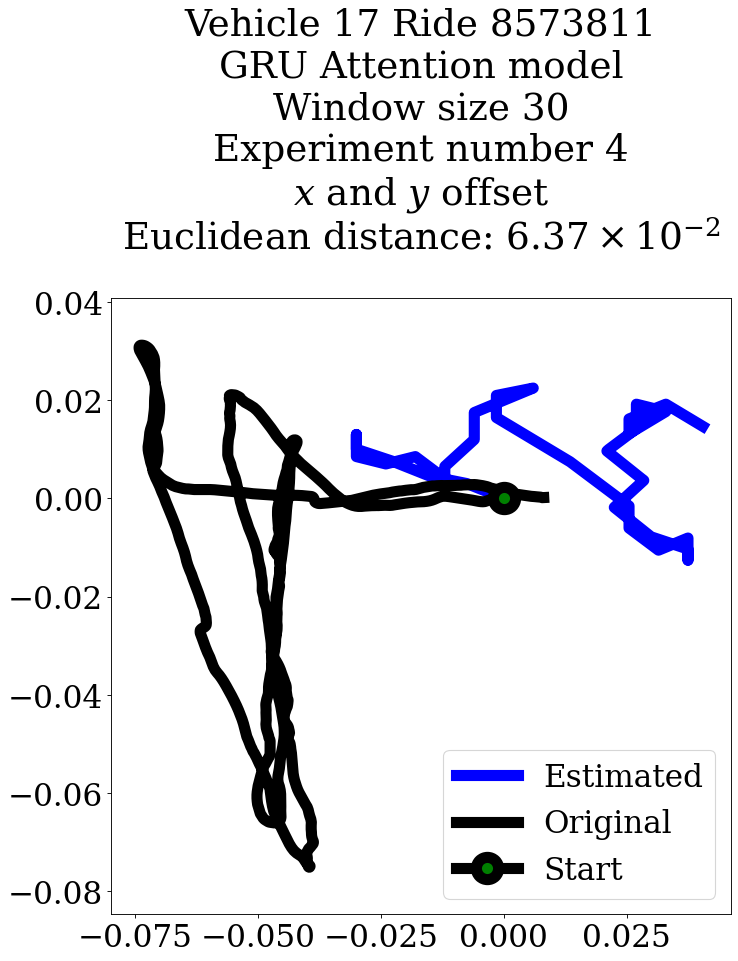 Vehicle 17 Ride 8573811
GRU Attention model
Window size 30
Experiment number 4
x and y offset
Euclidean distance: 6.37 × 10⁻²
0.04
0.02
0.00
−0.02
−0.04
−0.06
−0.08
Estimated
Original
Start
−0.075 −0.050 −0.025 0.000 0.025